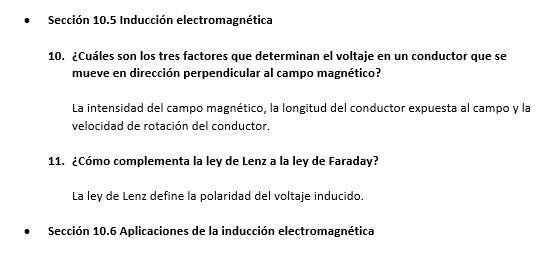 • Sección 10.5 Inducción electromagnética
10. ¿Cuáles son los tres factores que determinan el voltaje en un conductor que se
mueve en dirección perpendicular al campo magnético?
La intensidad del campo magnético, la longitud del conductor expuesta al campo y la
velocidad de rotación del conductor.
11. ¿Cómo complementa la ley de Lenz a la ley de Faraday?
La ley de Lenz define la polaridad del voltaje inducido.
• Sección 10.6 Aplicaciones de la inducción electromagnética